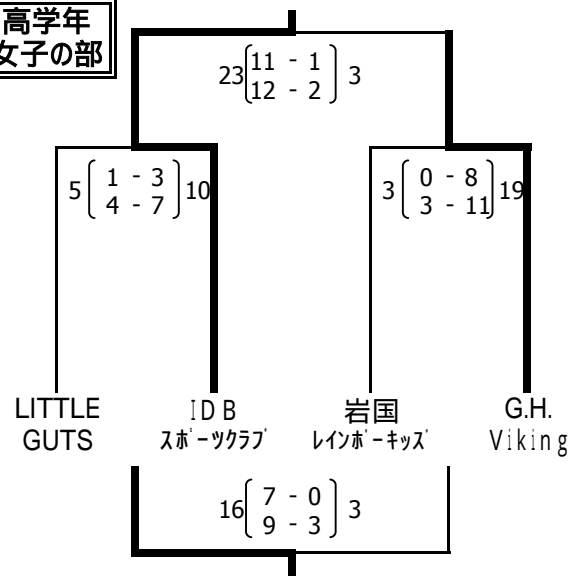 高学年
女子の部
23 11 - 1 3
12 - 2
5 1 - 3 10
4 - 7
3 0 - 8 19
3 - 11
LITTLE
GUTS
IDB
ｽﾎﾟｰﾂｸﾗﾌﾞ
岩国
ﾚｲﾝﾎﾞｰｷｯｽﾞ
G.H.
Viking
16 7 - 0 3
9 - 3